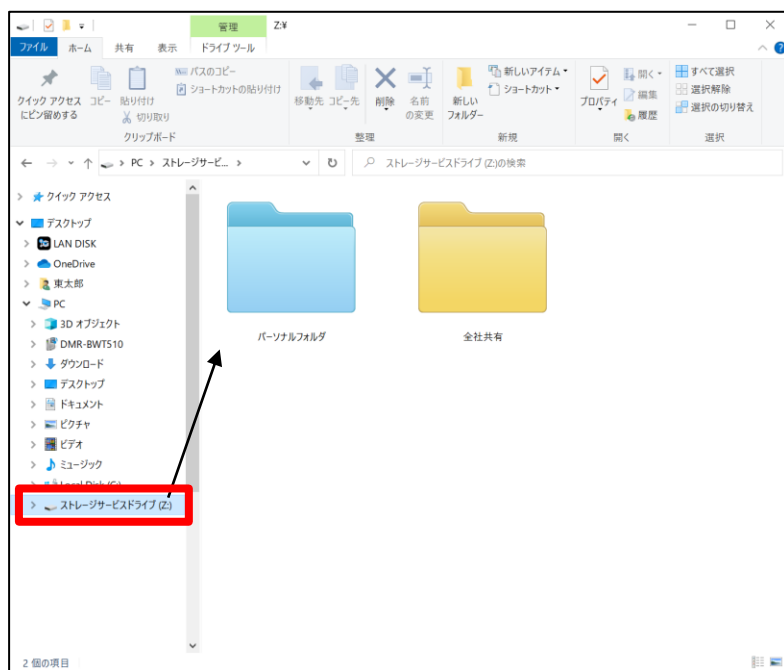 管理
Z:¥
ファイル
ホーム
共有
表示
ドライブ ツール
クイック アクセス
にピン留めする
コピー
貼り付け
パスのコピー
ショートカットの貼り付け
切り取り
クリップボード
移動先
コピー先
削除
名前
の変更
整理
新しい
フォルダー
新しいアイテム
ショートカット
新規
プロパティ
開く
編集
履歴
開く
すべて選択
選択解除
選択の切り替え
選択
PC
ストレージサービ...
ストレージサービスドライブ (Z:)の検索
クイック アクセス
デスクトップ
LAN DISK
OneDrive
東太郎
PC
3D オブジェクト
DMR-BWT510
ダウンロード
デスクトップ
ドキュメント
ピクチャ
ビデオ
ミュージック
Local Disk (C:)
ストレージサービスドライブ (Z:)
パーソナルフォルダ
全社共有
2 個の項目